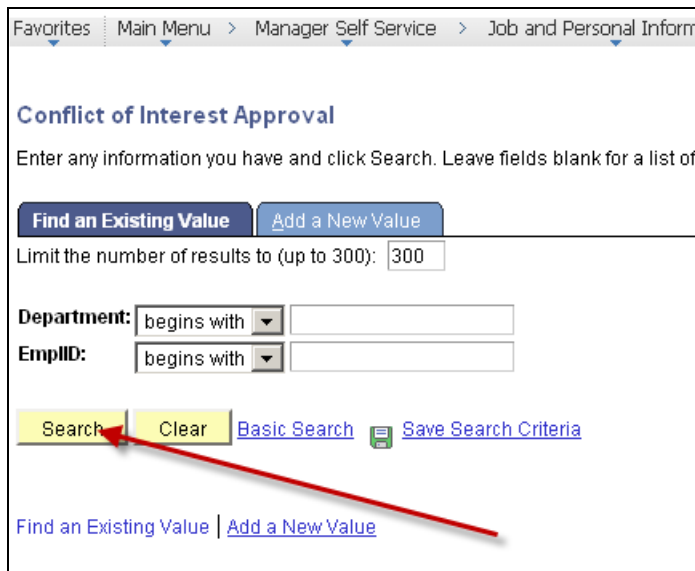 Favorites Main Menu > Manager Self Service > Job and Personal Inform
Conflict of Interest Approval
Enter any information you have and click Search. Leave fields blank for a list of
Find an Existing Value Add a New Value
Limit the number of results to (up to 300): 300
Department: begins with
EmplID: begins with
Search Clear Basic Search Save Search Criteria
Find an Existing Value | Add a New Value